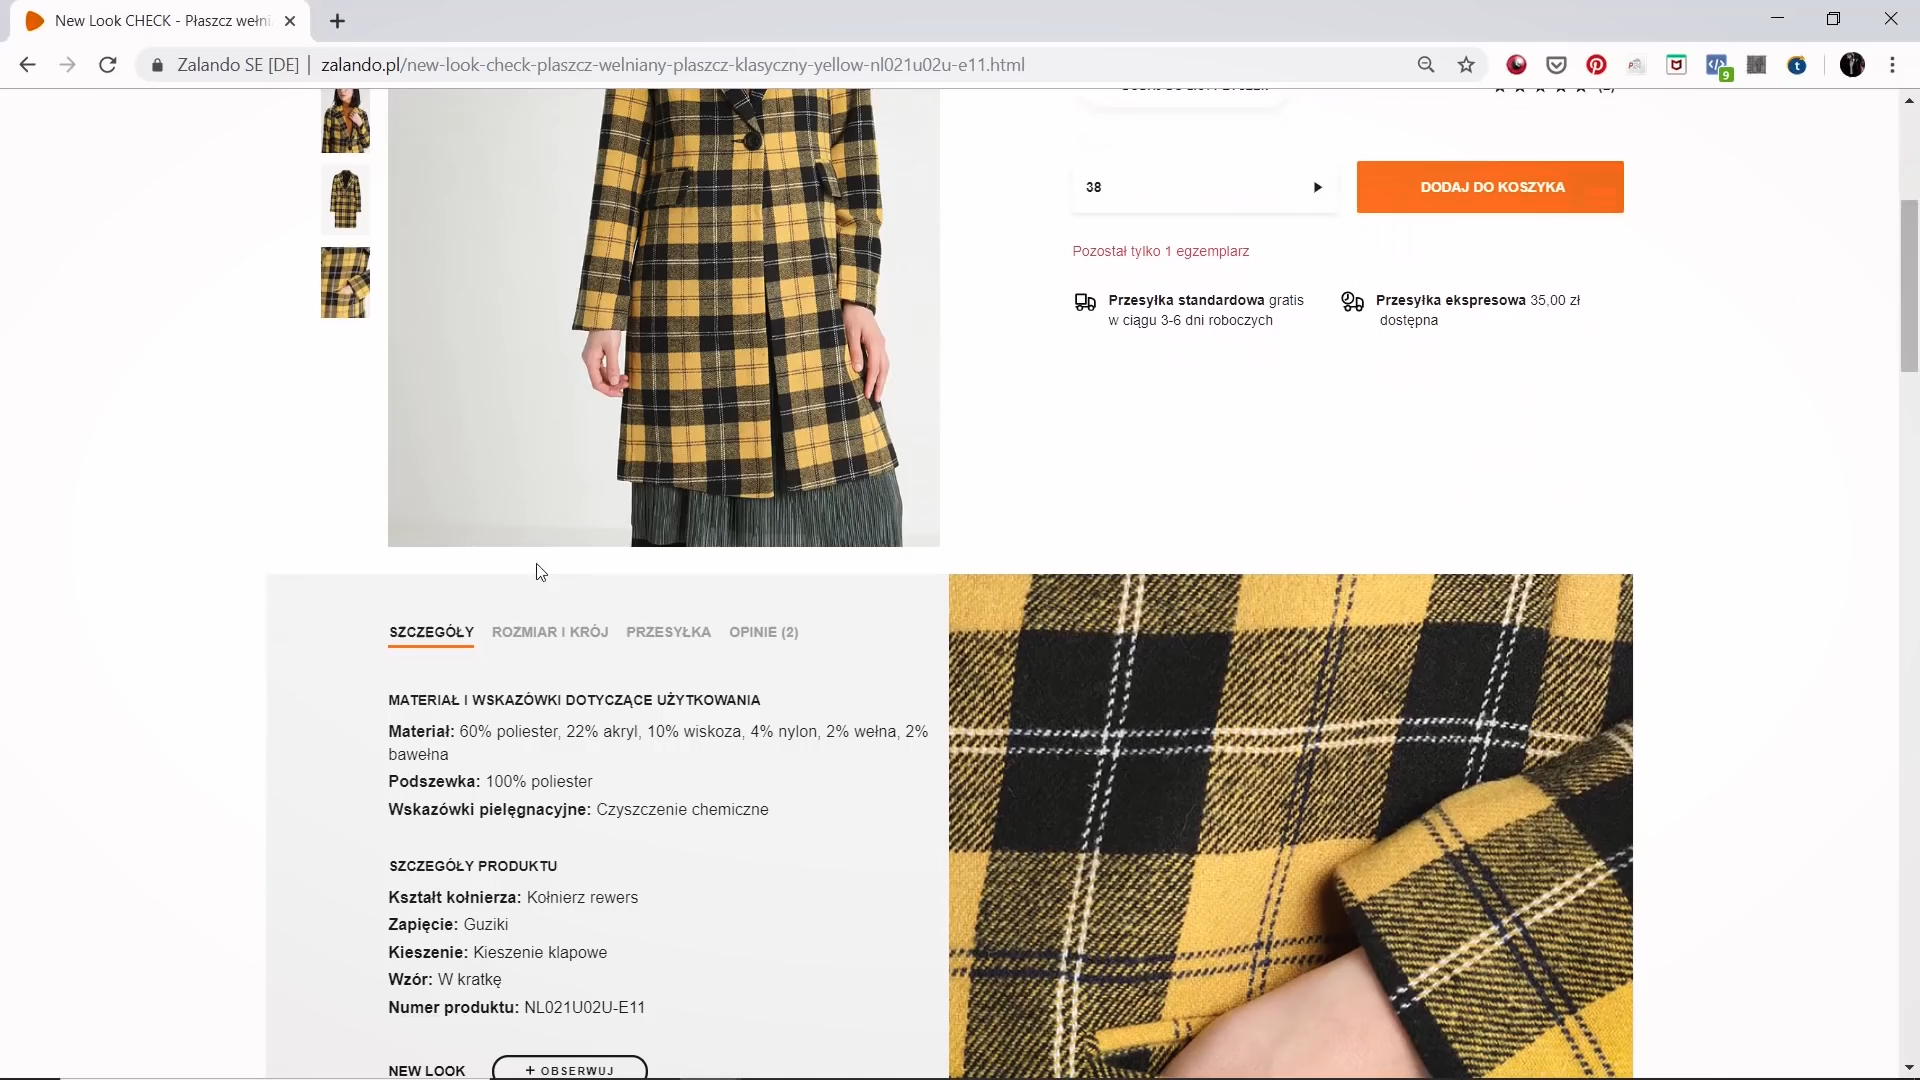 New Look CHECK - Płaszcz wełni
Zalando SE [DE] | zalando.pl/new-look-check-plaszcz-welniany-plaszcz-klasyczny-yellow-nl021u02u-e11.html
9
38
DODAJ DO KOSZYKA
Pozostał tylko 1 egzemplarz
Przesyłka standardowa gratis
w ciągu 3-6 dni roboczych
Przesyłka ekspresowa 35,00 zł
dostępna
SZCZEGÓŁY ROZMIAR I KRÓJ PRZESYŁKA OPINIE (2)
MATERIAŁ I WSKAZÓWKI DOTYCZĄCE UŻYTKOWANIA
Materiał: 60% poliester, 22% akryl, 10% wiskoza, 4% nylon, 2% wełna, 2%
bawełna
Podszewka: 100% poliester
Wskazówki pielęgnacyjne: Czyszczenie chemiczne
SZCZEGÓŁY PRODUKTU
Kształt kołnierza: Kołnierz rewers
Zapięcie: Guziki
Kieszenie: Kieszenie klapowe
Wzór: W kratkę
Numer produktu: NL021U02U-E11
NEW LOOK + OBSERWUJ